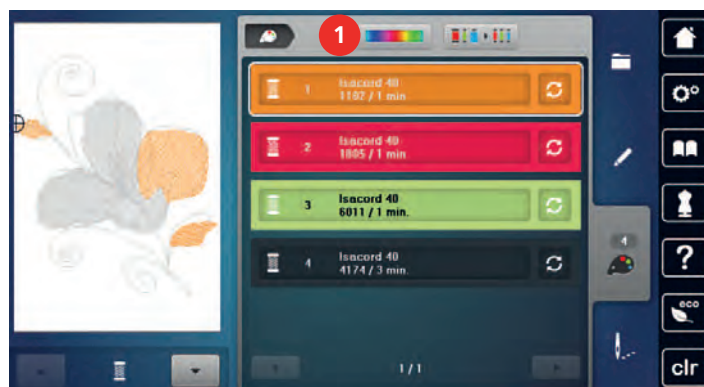 1
1 Isacord 40
1102 / 1 min.
2 Isacord 40
1805 / 1 min.
3 Isacord 40
6011 / 1 min.
4 Isacord 40
4174 / 3 min.
1/1
4
?
eco
clr